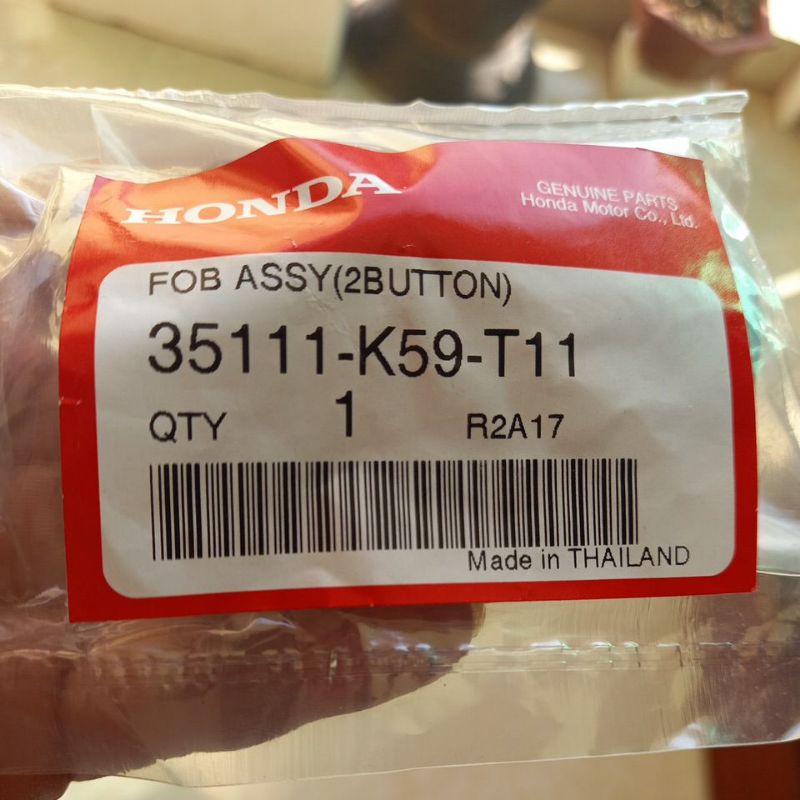 HONDA
GENUINE PARTS
Honda Motor Co., Ltd.
FOB ASSY(2BUTTON)
35111-K59-T11
QTY 1 R2A17
Made in THAILAND